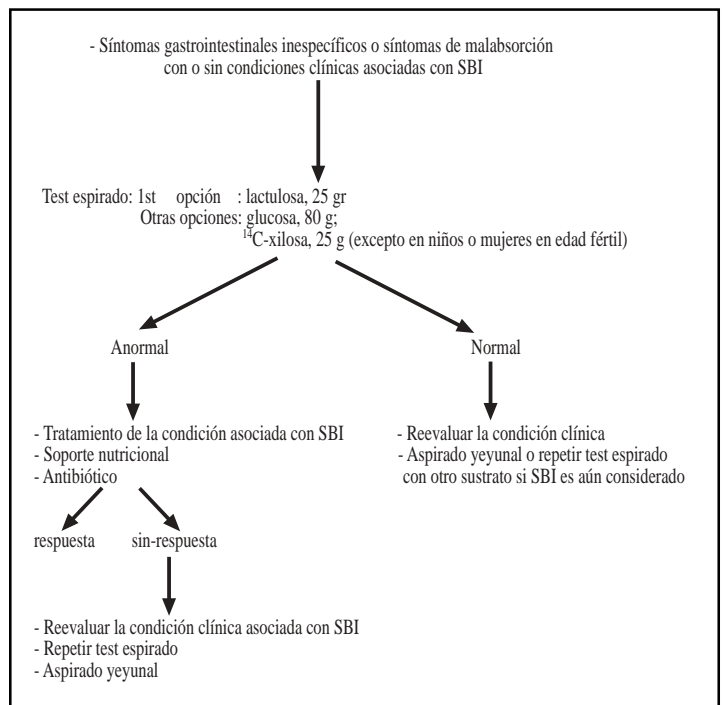 - Síntomas gastrointestinales inespecíficos o síntomas de malabsorción
con o sin condiciones clínicas asociadas con SBI
Test espirado: 1st opción : lactulosa, 25 gr
Otras opciones: glucosa, 80 g;
¹⁴C-xilosa, 25 g (excepto en niños o mujeres en edad fértil)
Anormal
Normal
- Tratamiento de la condición asociada con SBI
- Soporte nutricional
- Antibiótico
- Reevaluar la condición clínica
- Aspirado yeyunal o repetir test espirado
con otro sustrato si SBI es aún considerado
respuesta sin-respuesta
- Reevaluar la condición clínica asociada con SBI
- Repetir test espirado
- Aspirado yeyunal